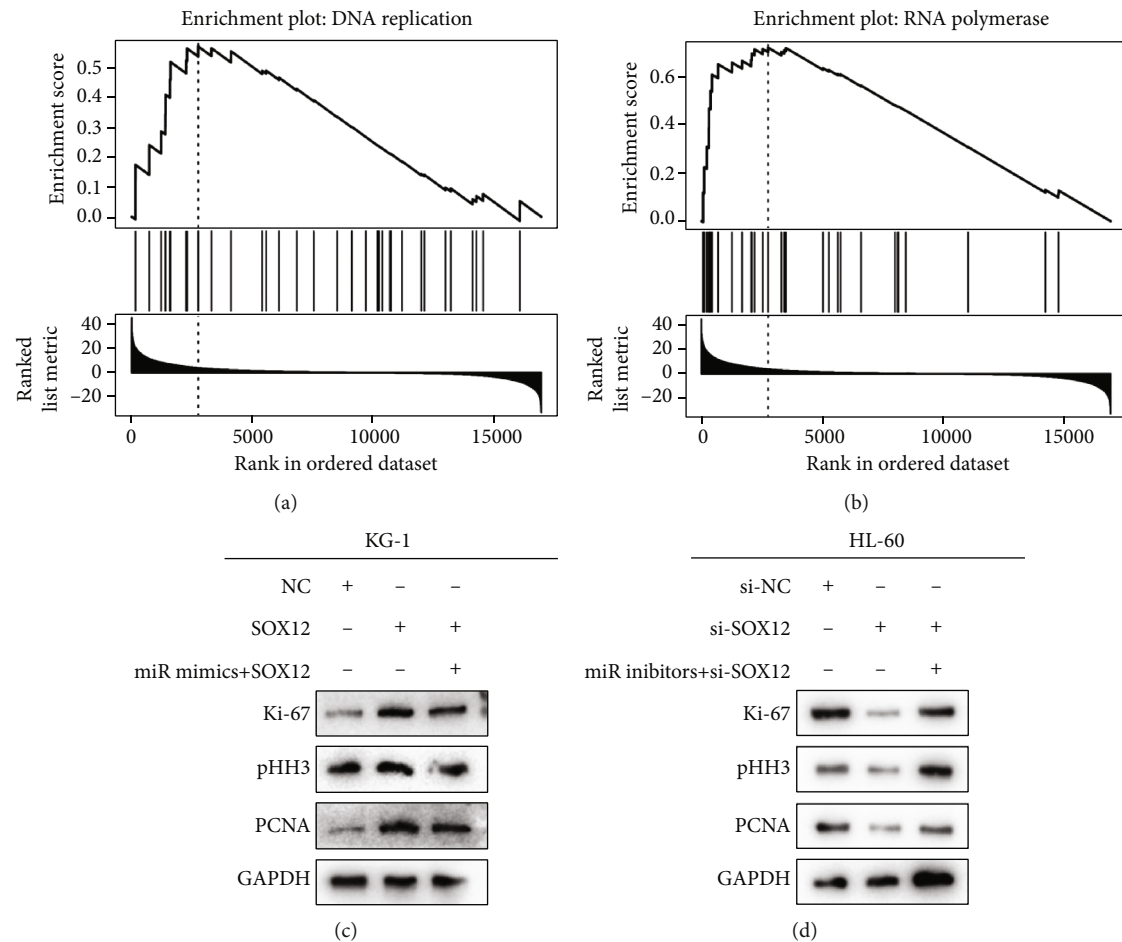 Enrichment plot: DNA replication
Enrichment score
0.5
0.4
0.3
0.2
0.1
0.0
Ranked
list metric
40
20
0
−20
0 5000 10000 15000
Rank in ordered dataset
(a)
Enrichment plot: RNA polymerase
Enrichment score
0.6
0.4
0.2
0.0
Ranked
list metric
40
20
0
−20
0 5000 10000 15000
Rank in ordered dataset
(b)
KG-1
NC + – –
SOX12 – + +
miR mimics+SOX12 – – +
Ki-67
pHH3
PCNA
GAPDH
(c)
HL-60
si-NC + – –
si-SOX12 – + +
miR inibitors+si-SOX12 – – +
Ki-67
pHH3
PCNA
GAPDH
(d)